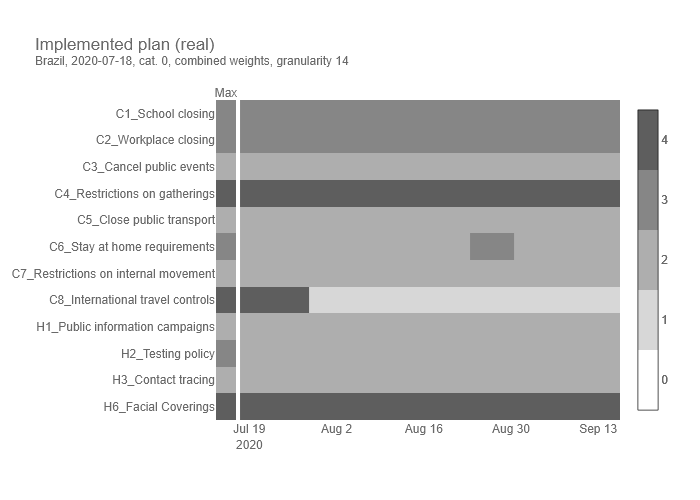 Implemented plan (real)
Brazil, 2020-07-18, cat. 0, combined weights, granularity 14
Max
C1_School closing
C2_Workplace closing
C3_Cancel public events
C4_Restrictions on gatherings
C5_Close public transport
C6_Stay at home requirements
C7_Restrictions on internal movement
C8_International travel controls
H1_Public information campaigns
H2_Testing policy
H3_Contact tracing
H6_Facial Coverings
4
3
2
1
0
Jul 19 Aug 2 Aug 16 Aug 30 Sep 13
2020